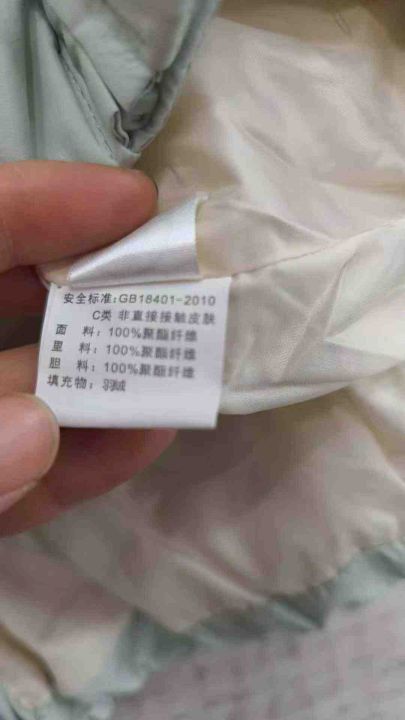 安全标准:GB18401-2010
C类 非直接接触皮肤
面 料: 100%聚酯纤维
里 料: 100%聚酯纤维
胆 料: 100%聚酯纤维
填充物: 羽绒